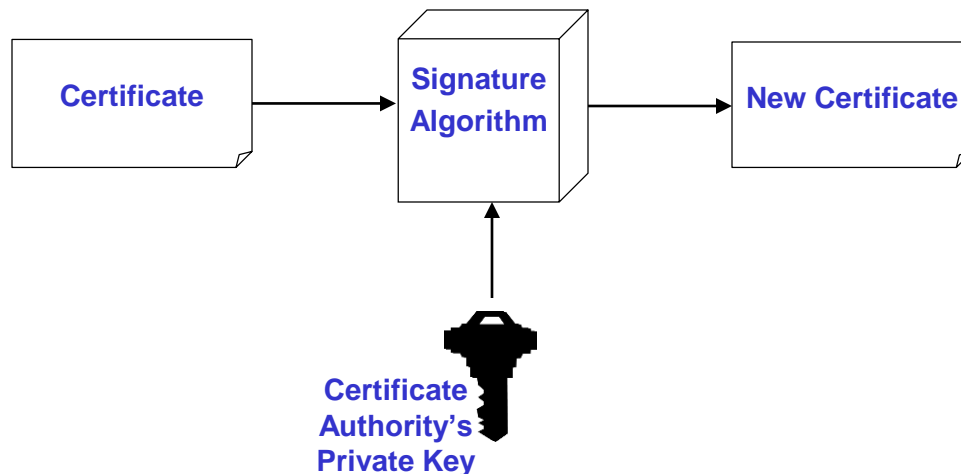 Certificate
Signature
Algorithm
New Certificate
Certificate
Authority’s
Private Key